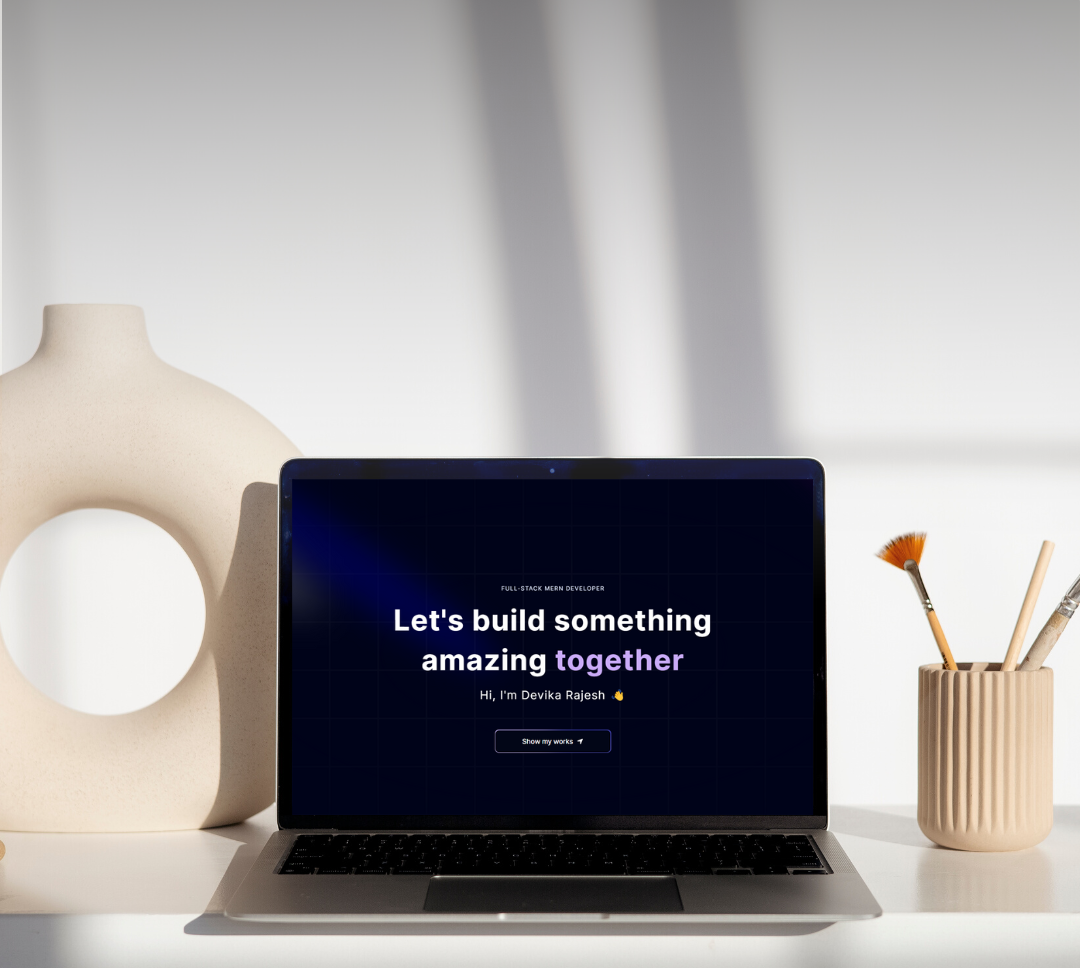 FULL-STACK MERN DEVELOPER
Let's build something
amazing together
Hi, I'm Devika Rajesh 👋
Show my works